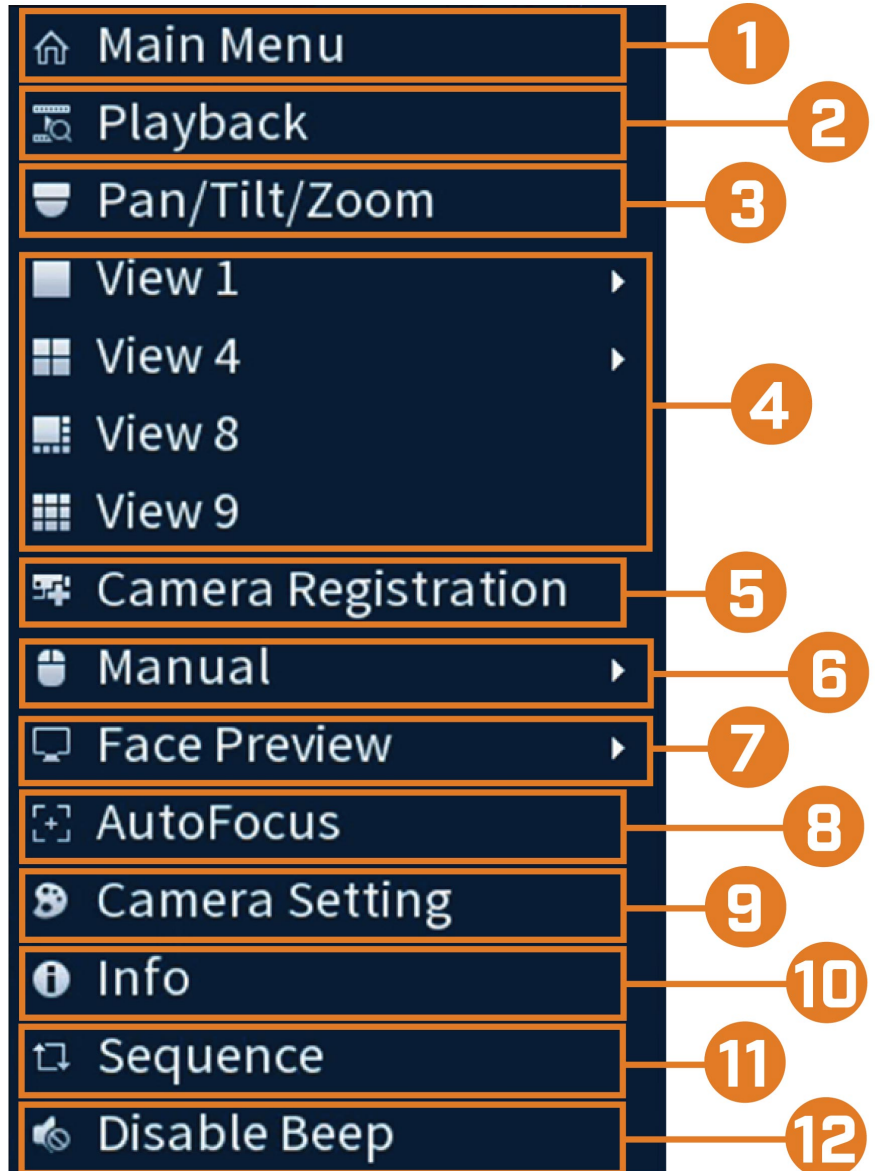 Main Menu 1
Playback 2
Pan/Tilt/Zoom 3
View 1
View 4
4
View 8
View 9
Camera Registration 5
Manual 6
Face Preview 7
AutoFocus 8
Camera Setting 9
Info 10
Sequence 11
Disable Beep 12